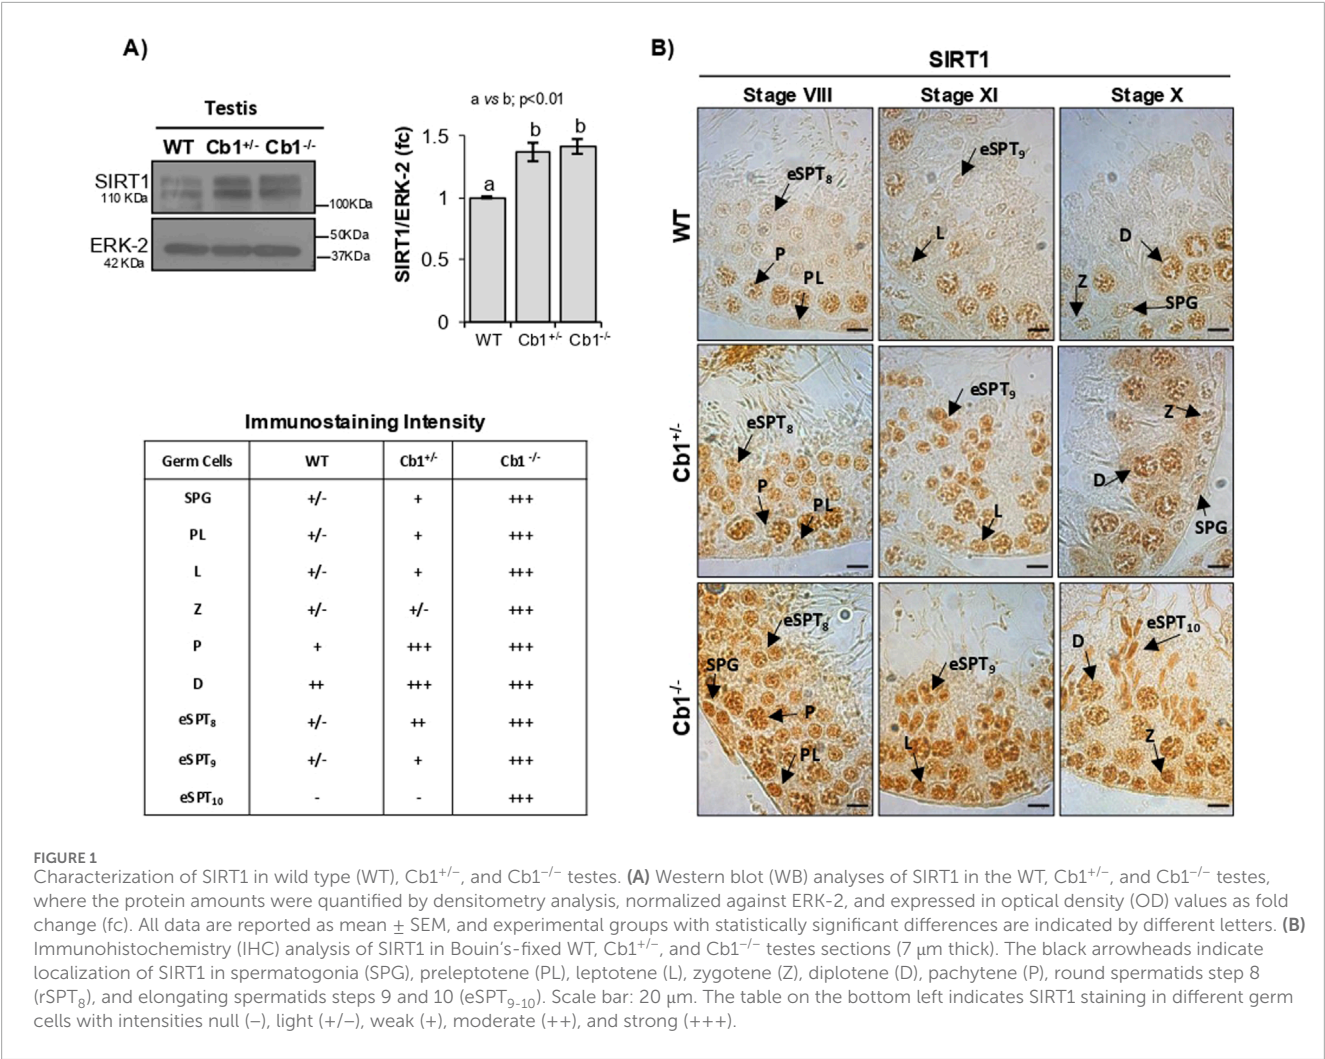 A)
Testis
WT Cb1+/- Cb1-/-
SIRT1
110 KDa
100KDa
ERK-2
42 KDa
50KDa
37KDa
a vs b; p<0.01
SIRT1/ERK-2 (fc)
1.5
1
0.5
0
a
b
b
WT Cb1+/- Cb1-/-
Immunostaining Intensity
Germ Cells WT Cb1+/- Cb1 -/-
SPG +/- + +++
PL +/- + +++
L +/- + +++
Z +/- +/- +++
P + +++ +++
D ++ +++ +++
eSPT8 +/- ++ +++
eSPT9 +/- + +++
eSPT10 - - +++
B)
SIRT1
Stage VIII Stage XI Stage X
WT
eSPT8
P
PL
eSPT9
L
D
Z
SPG
Cb1+/-
eSPT8
P
PL
eSPT9
L
Z
D
SPG
Cb1-/-
eSPT8
SPG
P
PL
eSPT9
L
eSPT10
D
Z
FIGURE 1
Characterization of SIRT1 in wild type (WT), Cb1+/−, and Cb1−/− testes. (A) Western blot (WB) analyses of SIRT1 in the WT, Cb1+/−, and Cb1−/− testes,
where the protein amounts were quantified by densitometry analysis, normalized against ERK-2, and expressed in optical density (OD) values as fold
change (fc). All data are reported as mean ± SEM, and experimental groups with statistically significant differences are indicated by different letters. (B)
Immunohistochemistry (IHC) analysis of SIRT1 in Bouin's-fixed WT, Cb1+/−, and Cb1−/− testes sections (7 μm thick). The black arrowheads indicate
localization of SIRT1 in spermatogonia (SPG), preleptotene (PL), leptotene (L), zygotene (Z), diplotene (D), pachytene (P), round spermatids step 8
(rSPT8), and elongating spermatids steps 9 and 10 (eSPT9-10). Scale bar: 20 μm. The table on the bottom left indicates SIRT1 staining in different germ
cells with intensities null (−), light (+/−), weak (+), moderate (++), and strong (+++).